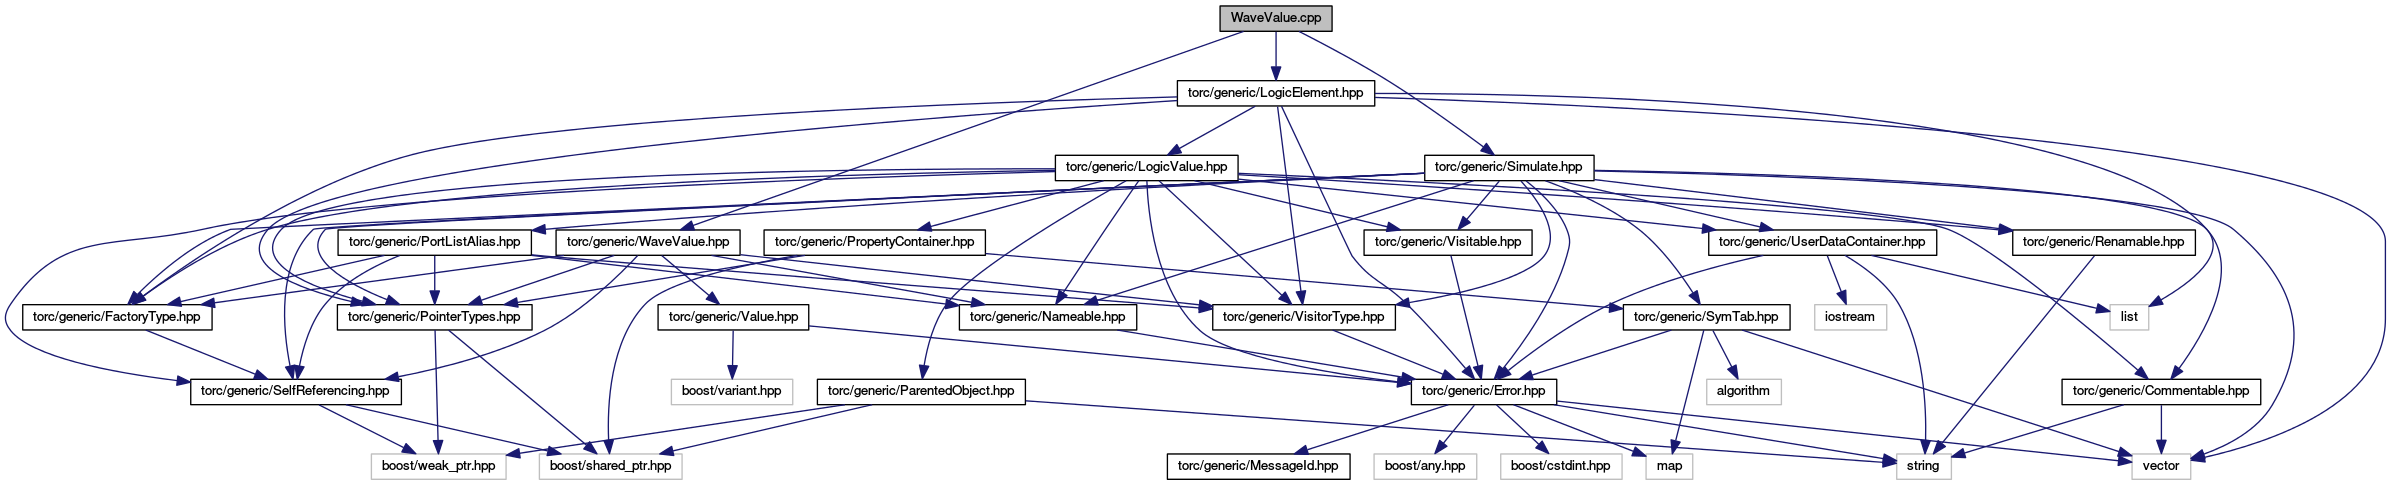 WaveValue.cpp
torc/generic/LogicElement.hpp
torc/generic/LogicValue.hpp
torc/generic/Simulate.hpp
torc/generic/PortListAlias.hpp
torc/generic/WaveValue.hpp
torc/generic/PropertyContainer.hpp
torc/generic/Visitable.hpp
torc/generic/UserDataContainer.hpp
torc/generic/Renamable.hpp
torc/generic/FactoryType.hpp
torc/generic/PointerTypes.hpp
torc/generic/Value.hpp
torc/generic/Nameable.hpp
torc/generic/VisitorType.hpp
torc/generic/SymTab.hpp
iostream
list
torc/generic/SelfReferencing.hpp
boost/variant.hpp
torc/generic/ParentedObject.hpp
torc/generic/Error.hpp
algorithm
torc/generic/Commentable.hpp
boost/weak_ptr.hpp
boost/shared_ptr.hpp
torc/generic/MessageId.hpp
boost/any.hpp
boost/cstdint.hpp
map
string
vector